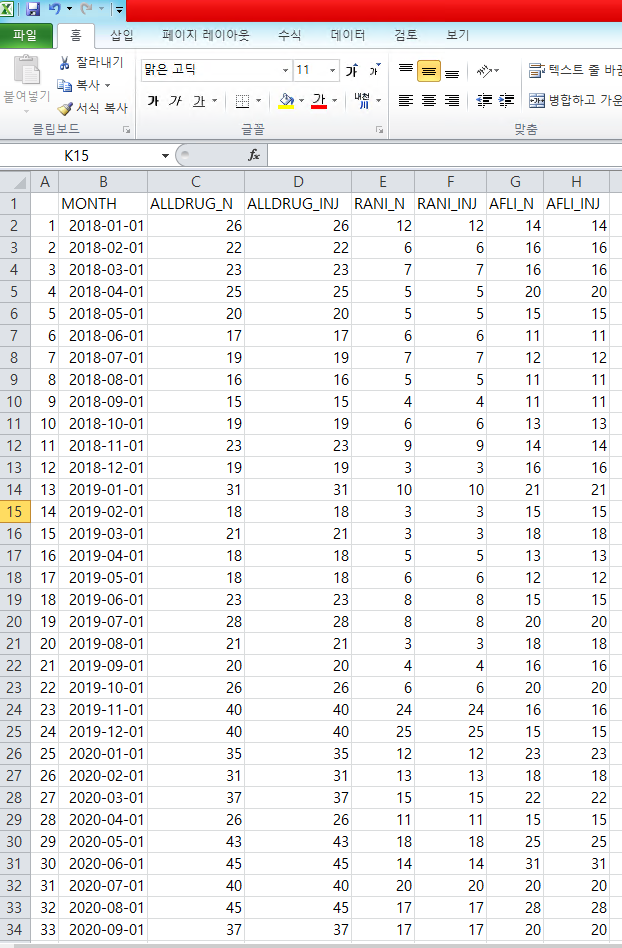 파일 홈 삽입 페이지 레이아웃 수식 데이터 검토 보기
붙여넣기 잘라내기 복사 서식 복사
맑은 고딕 11 가 가
가 가 가 가 내천
텍스트 줄 바꿈
병합하고 가운
클립보드 글꼴 맞춤
K15 fx
A B C D E F G H
1 MONTH ALLDRUG_N ALLDRUG_INJ RANI_N RANI_INJ AFLI_N AFLI_INJ
2 1 2018-01-01 26 26 12 12 14 14
3 2 2018-02-01 22 22 6 6 16 16
4 3 2018-03-01 23 23 7 7 16 16
5 4 2018-04-01 25 25 5 5 20 20
6 5 2018-05-01 20 20 5 5 15 15
7 6 2018-06-01 17 17 6 6 11 11
8 7 2018-07-01 19 19 7 7 12 12
9 8 2018-08-01 16 16 5 5 11 11
10 9 2018-09-01 15 15 4 4 11 11
11 10 2018-10-01 19 19 6 6 13 13
12 11 2018-11-01 23 23 9 9 14 14
13 12 2018-12-01 19 19 3 3 16 16
14 13 2019-01-01 31 31 10 10 21 21
15 14 2019-02-01 18 18 3 3 15 15
16 15 2019-03-01 21 21 3 3 18 18
17 16 2019-04-01 18 18 5 5 13 13
18 17 2019-05-01 18 18 6 6 12 12
19 18 2019-06-01 23 23 8 8 15 15
20 19 2019-07-01 28 28 8 8 20 20
21 20 2019-08-01 21 21 3 3 18 18
22 21 2019-09-01 20 20 4 4 16 16
23 22 2019-10-01 26 26 6 6 20 20
24 23 2019-11-01 40 40 24 24 16 16
25 24 2019-12-01 40 40 25 25 15 15
26 25 2020-01-01 35 35 12 12 23 23
27 26 2020-02-01 31 31 13 13 18 18
28 27 2020-03-01 37 37 15 15 22 22
29 28 2020-04-01 26 26 11 11 15 15
30 29 2020-05-01 43 43 18 18 25 25
31 30 2020-06-01 45 45 14 14 31 31
32 31 2020-07-01 40 40 20 20 20 20
33 32 2020-08-01 45 45 17 17 28 28
34 33 2020-09-01 37 37 17 17 20 20